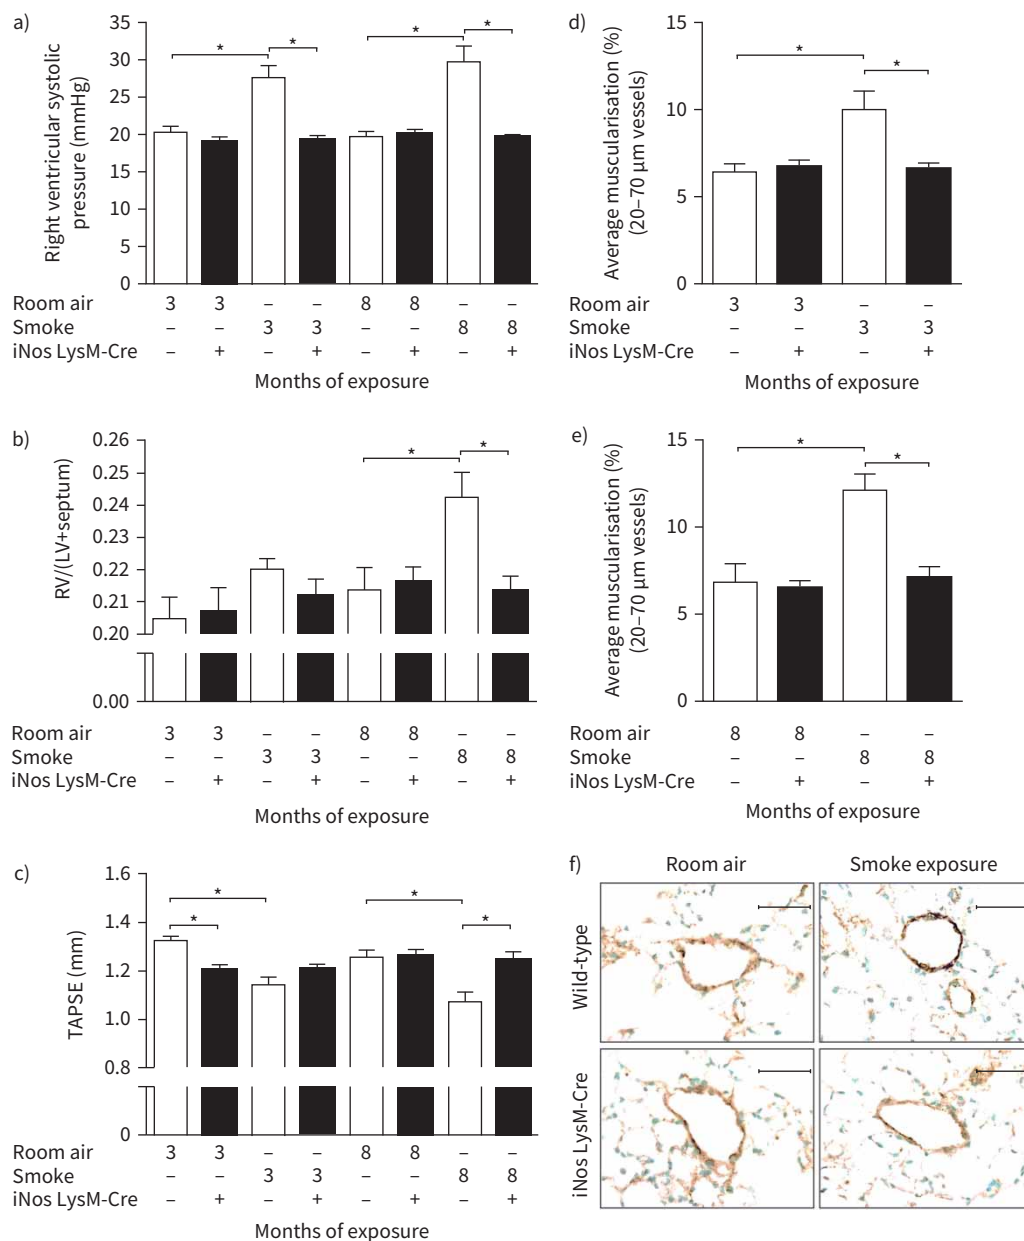 a)
Right ventricular systolic
pressure (mmHg)
35
30
25
20
15
10
5
0
* * * *
Room air 3 3 – – 8 8 – –
Smoke – – 3 3 – – 8 8
iNos LysM-Cre – + – + – + – +
Months of exposure
b)
RV/(LV+septum)
0.26
0.25
0.24
0.23
0.22
0.21
0.20
0.00
* *
Room air 3 3 – – 8 8 – –
Smoke – – 3 3 – – 8 8
iNos LysM-Cre – + – + – + – +
Months of exposure
c)
TAPSE (mm)
1.6
1.4
1.2
1.0
0.8
0
* * * *
Room air 3 3 – – 8 8 – –
Smoke – – 3 3 – – 8 8
iNos LysM-Cre – + – + – + – +
Months of exposure
d)
Average muscularisation (%)
(20–70 µm vessels)
15
10
5
0
* *
Room air 3 3 – –
Smoke – – 3 3
iNos LysM-Cre – + – +
Months of exposure
e)
Average muscularisation (%)
(20–70 µm vessels)
15
10
5
0
* *
Room air 8 8 – –
Smoke – – 8 8
iNos LysM-Cre – + – +
Months of exposure
f)
Room air Smoke exposure
Wild-type
iNos LysM-Cre